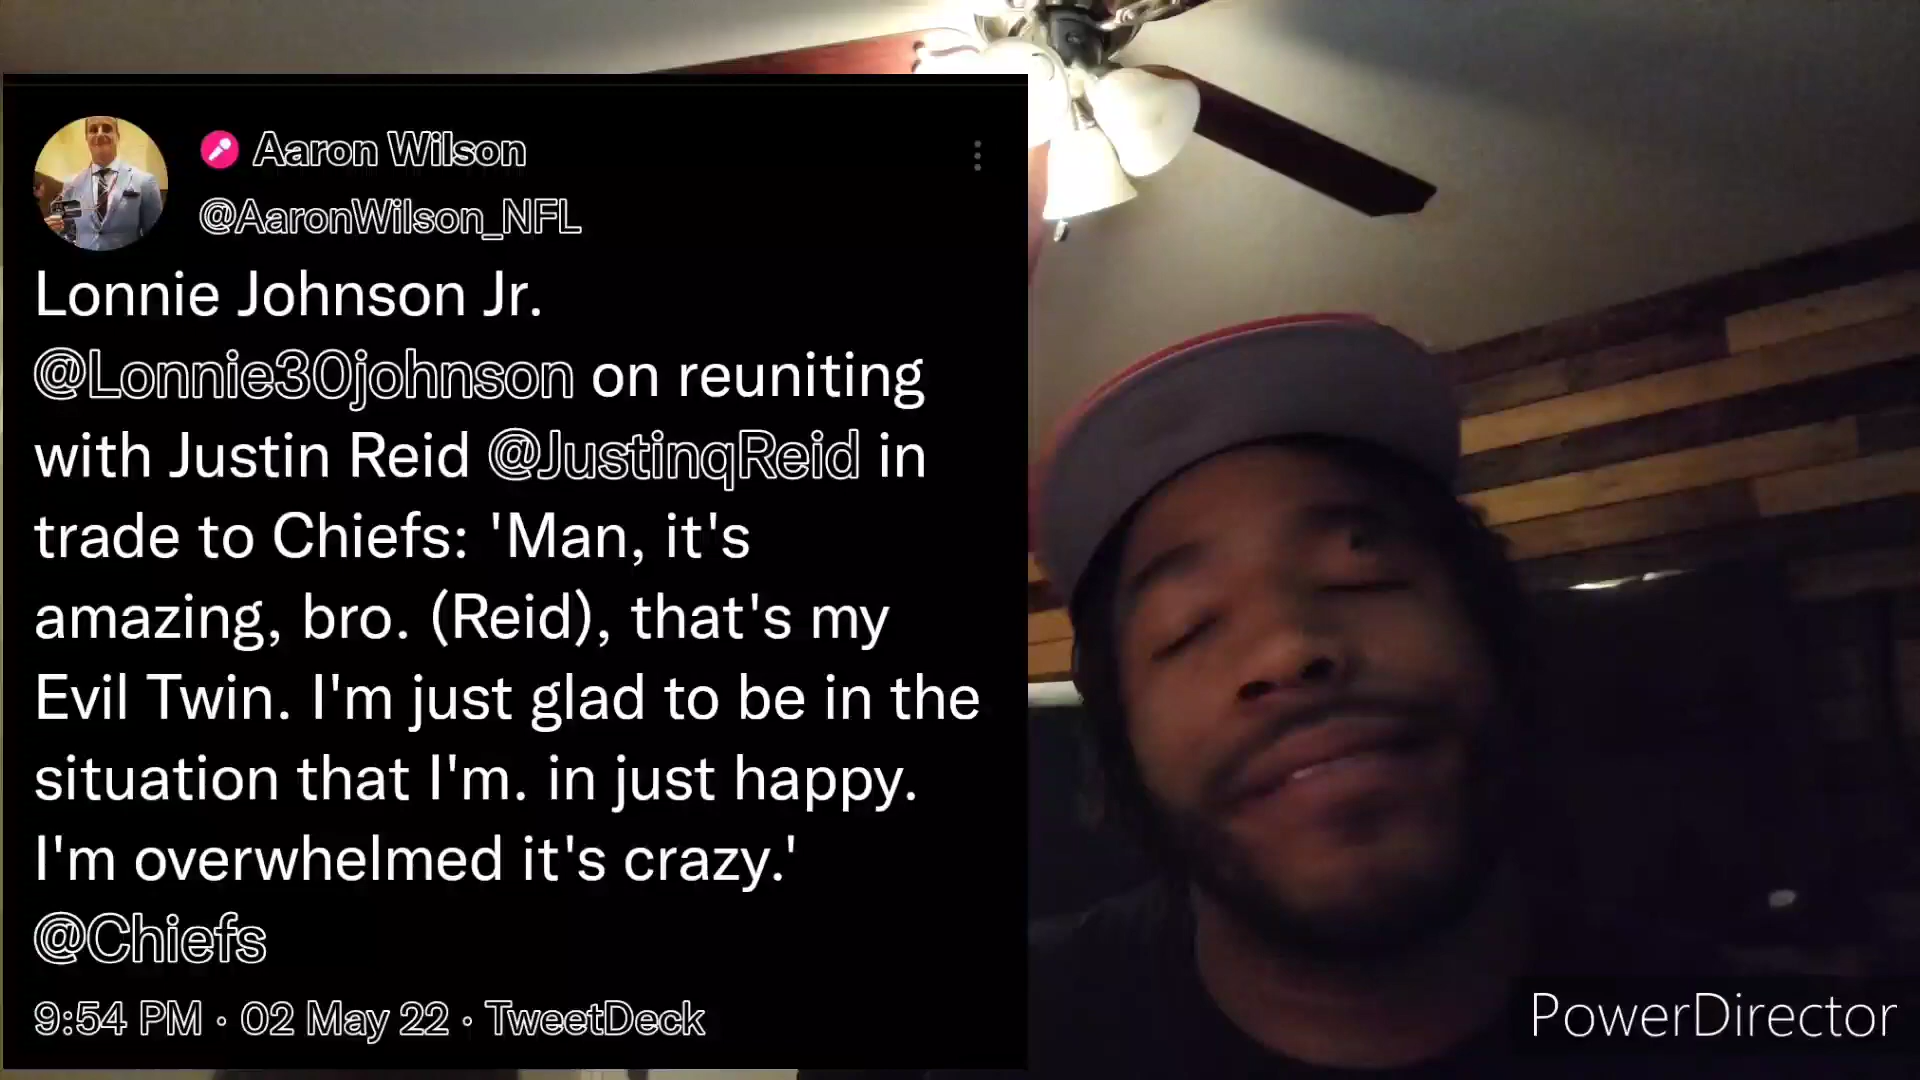 Aaron Wilson
@AaronWilson_NFL
Lonnie Johnson Jr.
@Lonnie30johnson on reuniting
with Justin Reid @JustinqReid in
trade to Chiefs: 'Man, it's
amazing, bro. (Reid), that's my
Evil Twin. I'm just glad to be in the
situation that I'm. in just happy.
I'm overwhelmed it's crazy.'
@Chiefs
9:54 PM · 02 May 22 · TweetDeck
PowerDirector